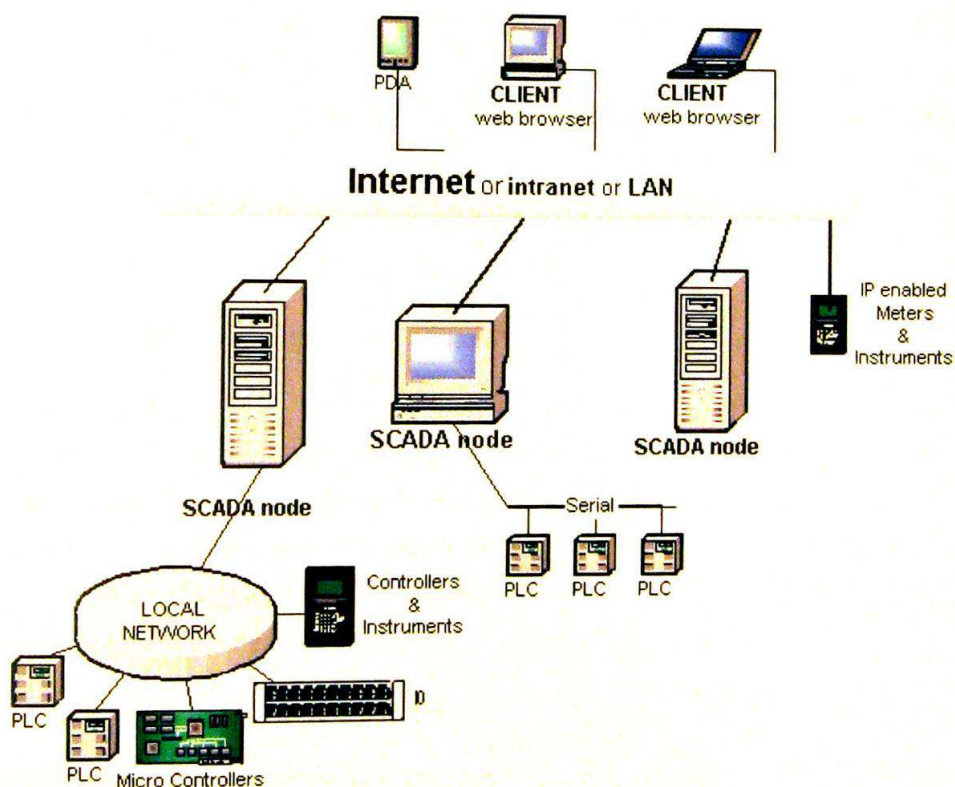 PDA
CLIENT
web browser
CLIENT
web browser
Internet or intranet or LAN
IP enabled
Meters
&
Instruments
SCADA node
SCADA node
SCADA node
Serial
PLC
PLC
PLC
Controllers
&
Instruments
LOCAL
NETWORK
IO
PLC
PLC
Micro Controllers